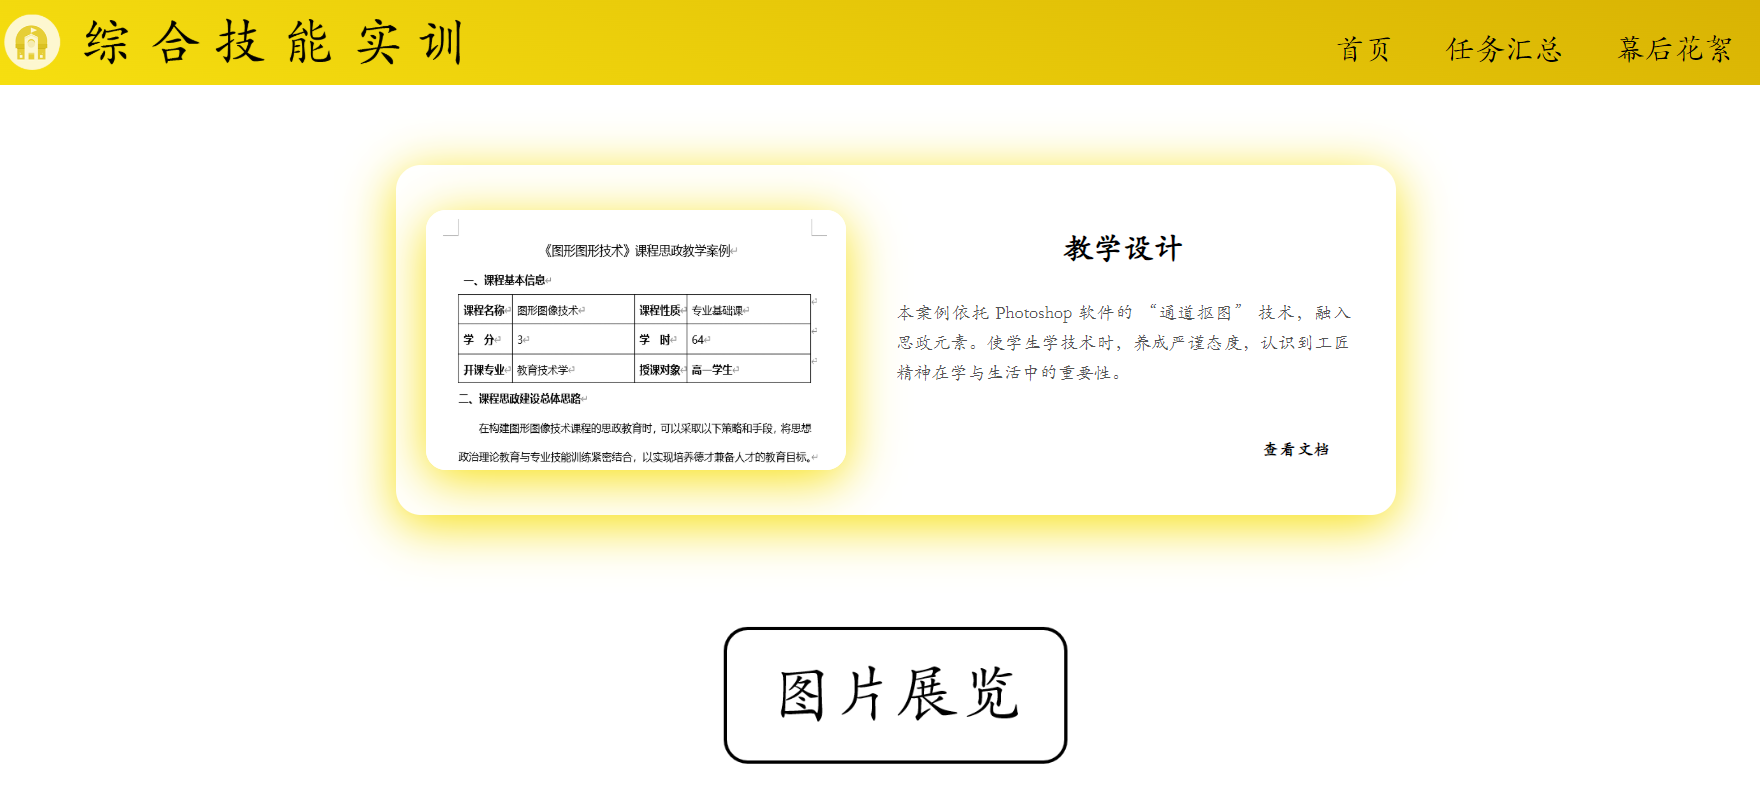 综合技能实训
首页 任务汇总 幕后花絮
《图形图形技术》课程思政教学案例
一、课程基本信息
课程名称 图形图像技术 课程性质 专业基础课
学 分 3 学 时 64
开课专业 教育技术学 授课对象 高一学生
二、课程思政建设总体思路
在构建图形图像技术课程的思政教育时，可以采取以下策略和手段，将思想
政治理论教育与专业技能训练紧密结合，以实现培养德才兼备人才的教育目标。
教学设计
本案例依托 Photoshop 软件的 “通道抠图” 技术，融入
思政元素。使学生学技术时，养成严谨态度，认识到工匠
精神在学与生活中的重要性。
查看文档
图片展览